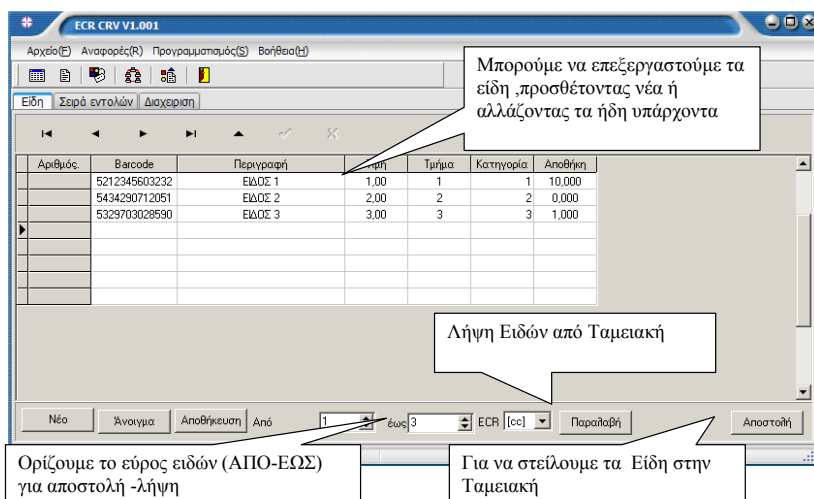 ECR CRV V1.001
Αρχείο(F) Αναφορές(R) Προγραμματισμός(S) Βοήθεια(H)
Μπορούμε να επεξεργαστούμε τα
είδη ,προσθέτοντας νέα ή
αλλάζοντας τα ήδη υπάρχοντα
Είδη Σειρά εντολών Διαχειριση
Αριθμός. Barcode Περιγραφή Τμήμα Κατηγορία Αποθήκη
5212345603232 ΕΙΔΟΣ 1 1,00 1 1 10,000
5434290712051 ΕΙΔΟΣ 2 2,00 2 2 0,000
5329703028590 ΕΙΔΟΣ 3 3,00 3 3 1,000
Λήψη Ειδών από Ταμειακή
Νέο Άνοιγμα Αποθήκευση Από 1 έως 3 ECR [cc] Παραλαβή Αποστολή
Ορίζουμε το εύρος ειδών (ΑΠΟ-ΕΩΣ)
για αποστολή -λήψη
Για να στείλουμε τα Είδη στην
Ταμειακή